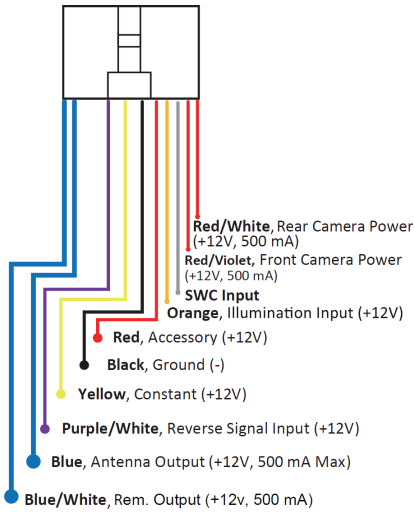 Red/White, Rear Camera Power
(+12V, 500 mA)
Red/Violet, Front Camera Power
(+12V, 500 mA)
SWC Input
Orange, Illumination Input (+12V)
Red, Accessory (+12V)
Black, Ground (-)
Yellow, Constant (+12V)
Purple/White, Reverse Signal Input (+12V)
Blue, Antenna Output (+12V, 500 mA Max)
Blue/White, Rem. Output (+12v, 500 mA)